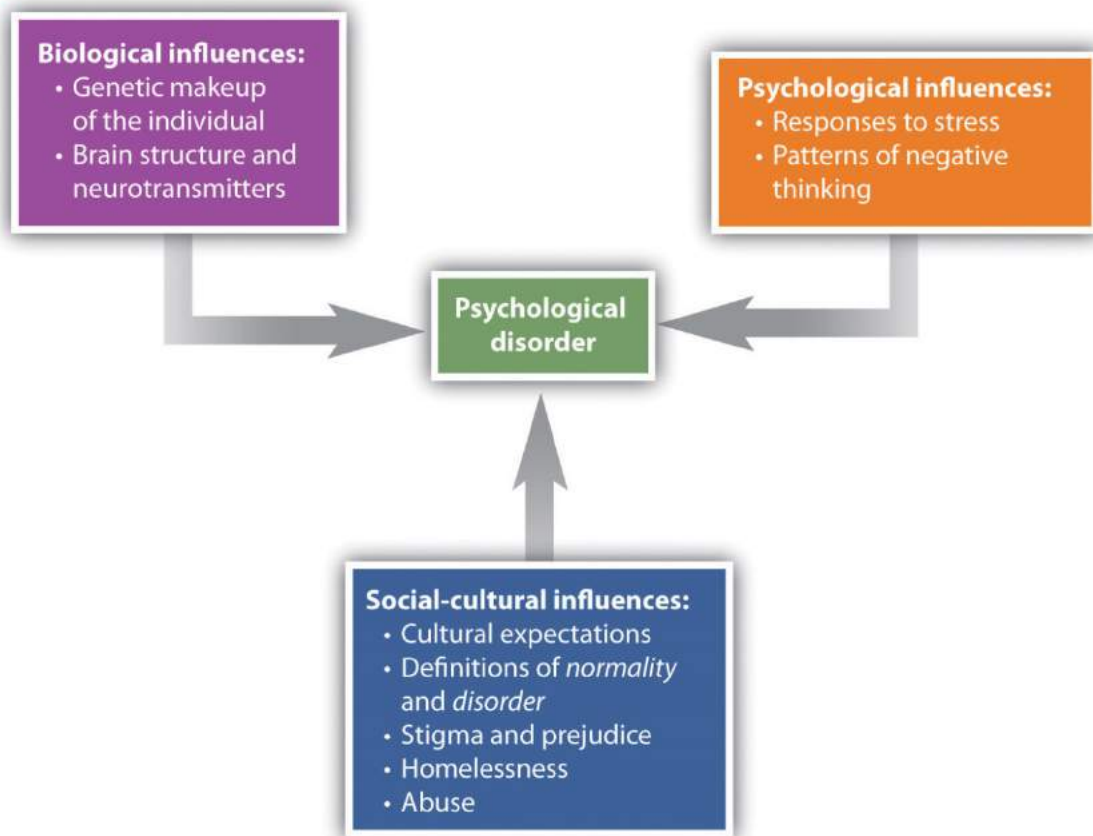 Biological influences:
• Genetic makeup
of the individual
• Brain structure and
neurotransmitters
Psychological influences:
• Responses to stress
• Patterns of negative
thinking
Psychological
disorder
Social-cultural influences:
• Cultural expectations
• Definitions of normality
and disorder
• Stigma and prejudice
• Homelessness
• Abuse